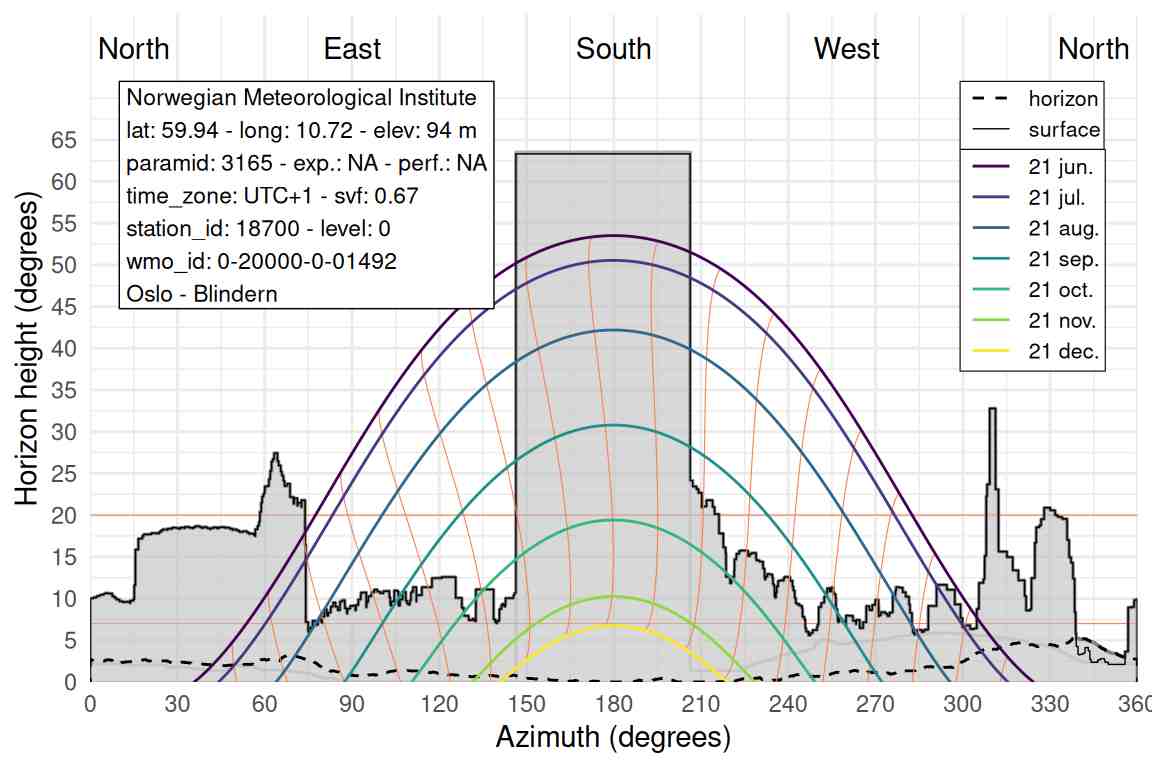 North East South West North
Norwegian Meteorological Institute
lat: 59.94 - long: 10.72 - elev: 94 m
paramid: 3165 - exp.: NA - perf.: NA
time_zone: UTC+1 - svf: 0.67
station_id: 18700 - level: 0
wmo_id: 0-20000-0-01492
Oslo - Blindern
horizon
surface
21 jun.
21 jul.
21 aug.
21 sep.
21 oct.
21 nov.
21 dec.
Horizon height (degrees)
65
60
55
50
45
40
35
30
25
20
15
10
5
0
0 30 60 90 120 150 180 210 240 270 300 330 360
Azimuth (degrees)